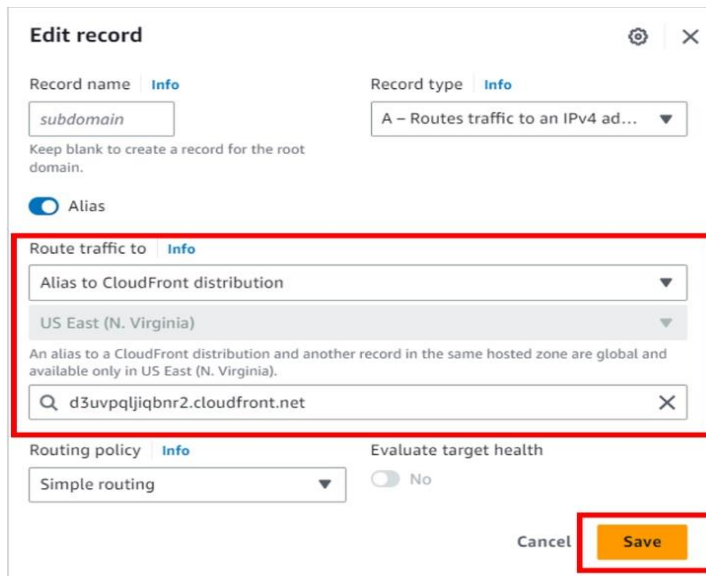 Edit record
Record name Info
Record type Info
subdomain
A – Routes traffic to an IPv4 ad...
Keep blank to create a record for the root
domain.
Alias
Route traffic to Info
Alias to CloudFront distribution
US East (N. Virginia)
An alias to a CloudFront distribution and another record in the same hosted zone are global and
available only in US East (N. Virginia).
d3uvpqljiqbnr2.cloudfront.net
Routing policy Info
Evaluate target health
Simple routing
No
Cancel
Save